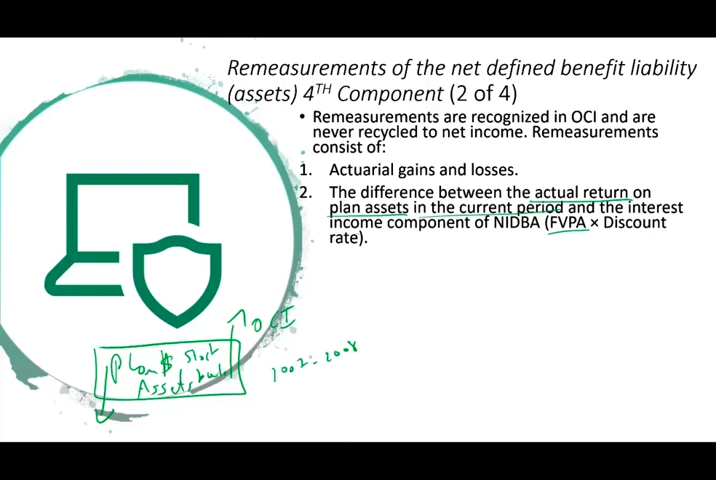 Remeasurements of the net defined benefit liability
(assets) 4TH Component (2 of 4)
• Remeasurements are recognized in OCI and are
never recycled to net income. Remeasurements
consist of:
1. Actuarial gains and losses.
2. The difference between the actual return on
plan assets in the current period and the interest
income component of NIDBA (FVPA × Discount
rate).
OCI
Plan $
Assets